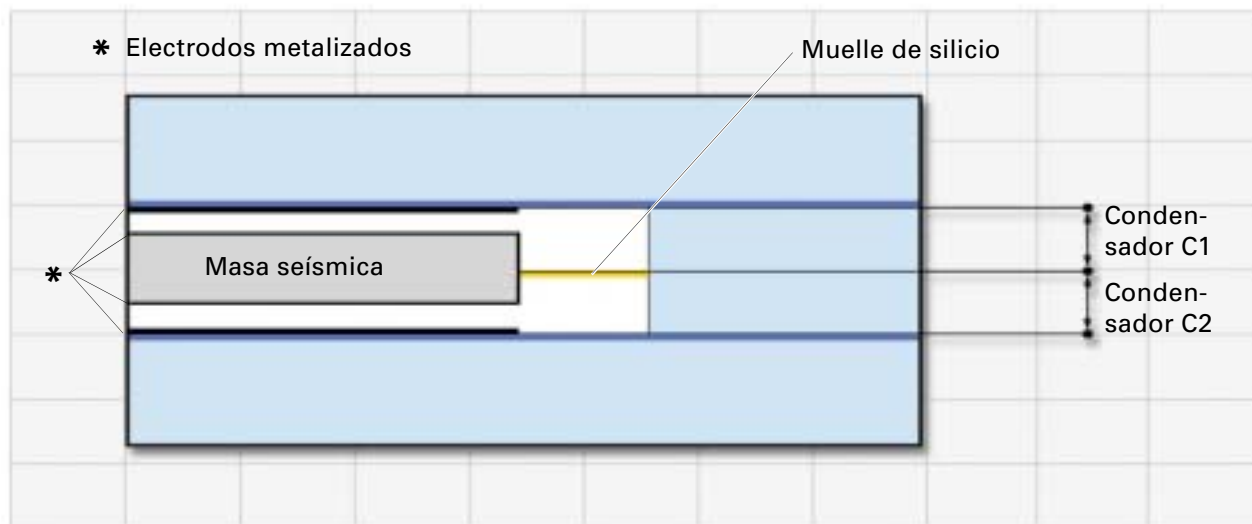 * Electrodos metalizados
Muelle de silicio
Masa seísmica
*
Conden-
sador C1
Conden-
sador C2